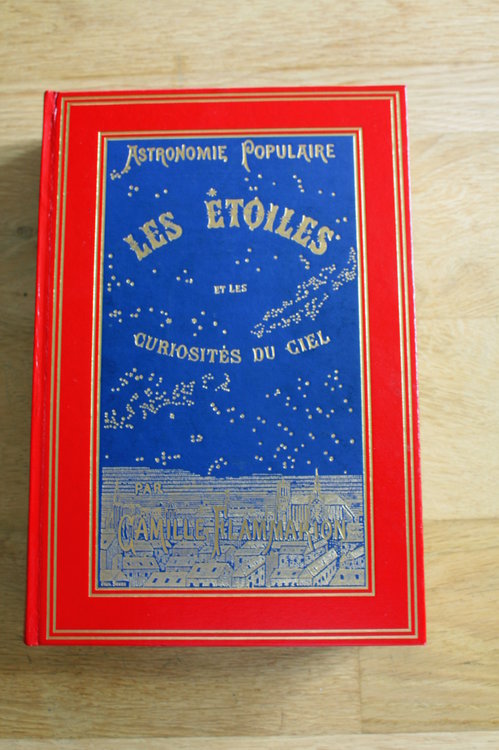 ASTRONOMIE POPULAIRE
LES ÉTOILES
ET LES
CURIOSITÉS DU CIEL
PAR
CAMILLE FLAMMARION